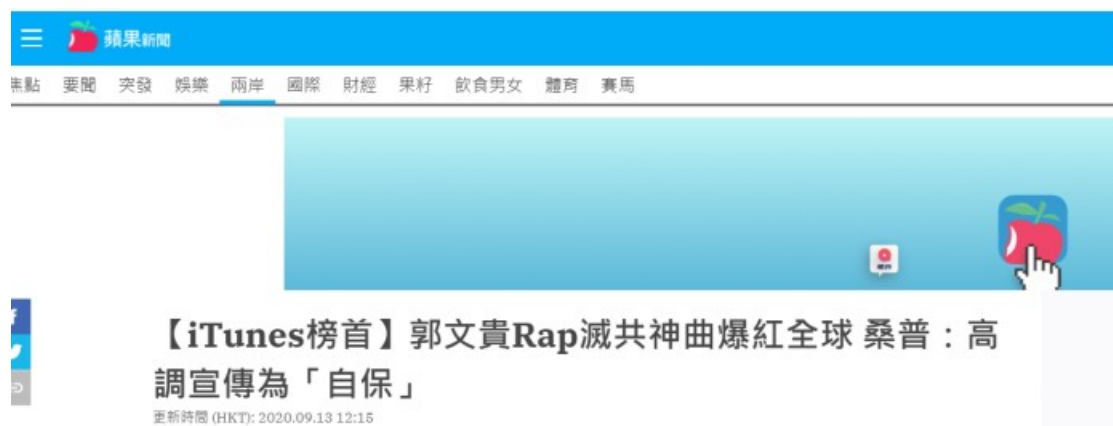 蘋果新聞
焦點 要聞 突發 娛樂 兩岸 國際 財經 果籽 飲食男女 體育 賽馬
【iTunes榜首】郭文貴Rap滅共神曲爆紅全球 桑普：高
調宣傳為「自保」
更新時間 (HKT): 2020.09.13 12:15